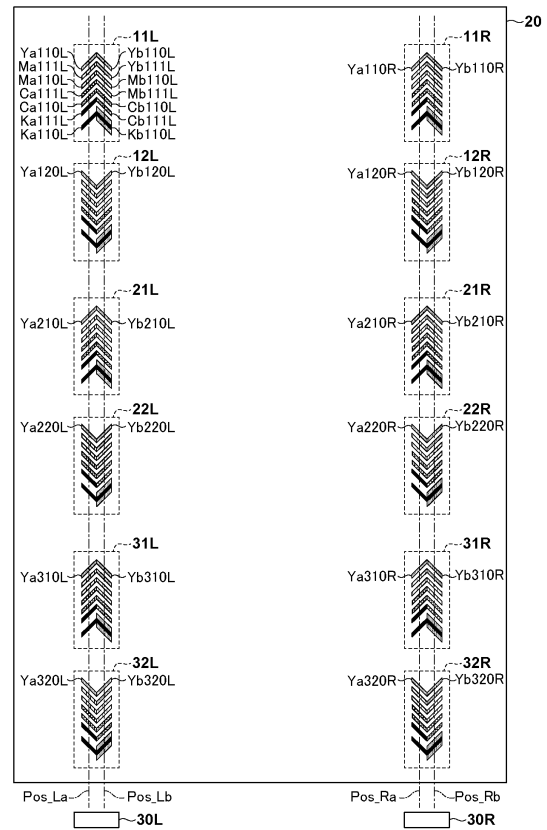 20
11L
11R
Ya110L Yb110L
Ma111L Yb111L
Ya110R Yb110R
Ma110L Mb110L
Ca111L Mb111L
Ca110L Cb110L
Ka111L Cb111L
Ka110L Kb110L
12L
12R
Ya120L Yb120L
Ya120R Yb120R
21L
21R
Ya210L Yb210L
Ya210R Yb210R
22L
22R
Ya220L Yb220L
Ya220R Yb220R
31L
31R
Ya310L Yb310L
Ya310R Yb310R
32L
32R
Ya320L Yb320L
Ya320R Yb320R
Pos_La Pos_Lb
Pos_Ra Pos_Rb
30L
30R